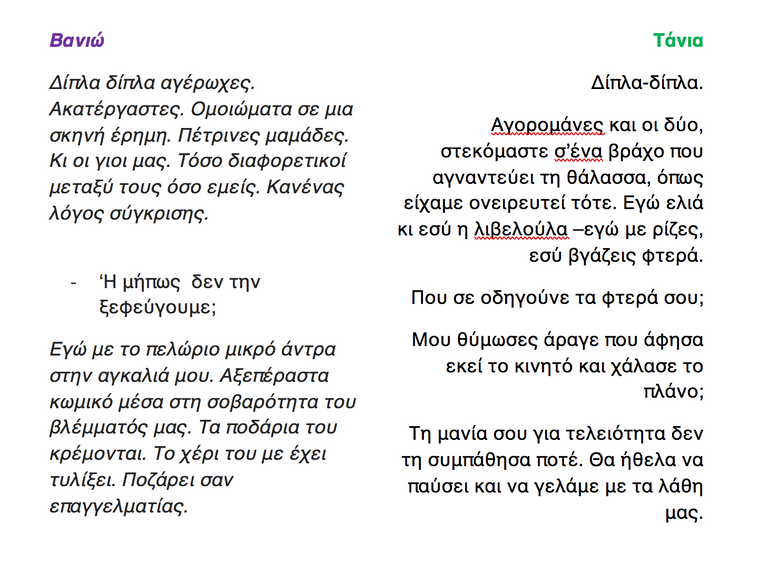 Βανιώ
Δίπλα δίπλα αγέρωχες.
Ακατέργαστες. Ομοιώματα σε μια
σκηνή έρημη. Πέτρινες μαμάδες.
Κι οι γιοι μας. Τόσο διαφορετικοί
μεταξύ τους όσο εμείς. Κανένας
λόγος σύγκρισης.
- ‘Η μήπως  δεν την
ξεφεύγουμε;
Εγώ με το πελώριο μικρό άντρα
στην αγκαλιά μου. Αξεπέραστα
κωμικό μέσα στη σοβαρότητα του
βλέμματός μας. Τα ποδάρια του
κρέμονται. Το χέρι του με έχει
τυλίξει. Ποζάρει σαν
επαγγελματίας.
Τάνια
Δίπλα-δίπλα.
Αγορομάνες και οι δύο,
στεκόμαστε σ’ένα βράχο που
αγναντεύει τη θάλασσα, όπως
είχαμε ονειρευτεί τότε. Εγώ ελιά
κι εσύ η λιβελούλα –εγώ με ρίζες,
εσύ βγάζεις φτερά.
Που σε οδηγούνε τα φτερά σου;
Μου θύμωσες άραγε που άφησα
εκεί το κινητό και χάλασε το
πλάνο;
Τη μανία σου για τελειότητα δεν
τη συμπάθησα ποτέ. Θα ήθελα να
παύσει και να γελάμε με τα λάθη
μας.